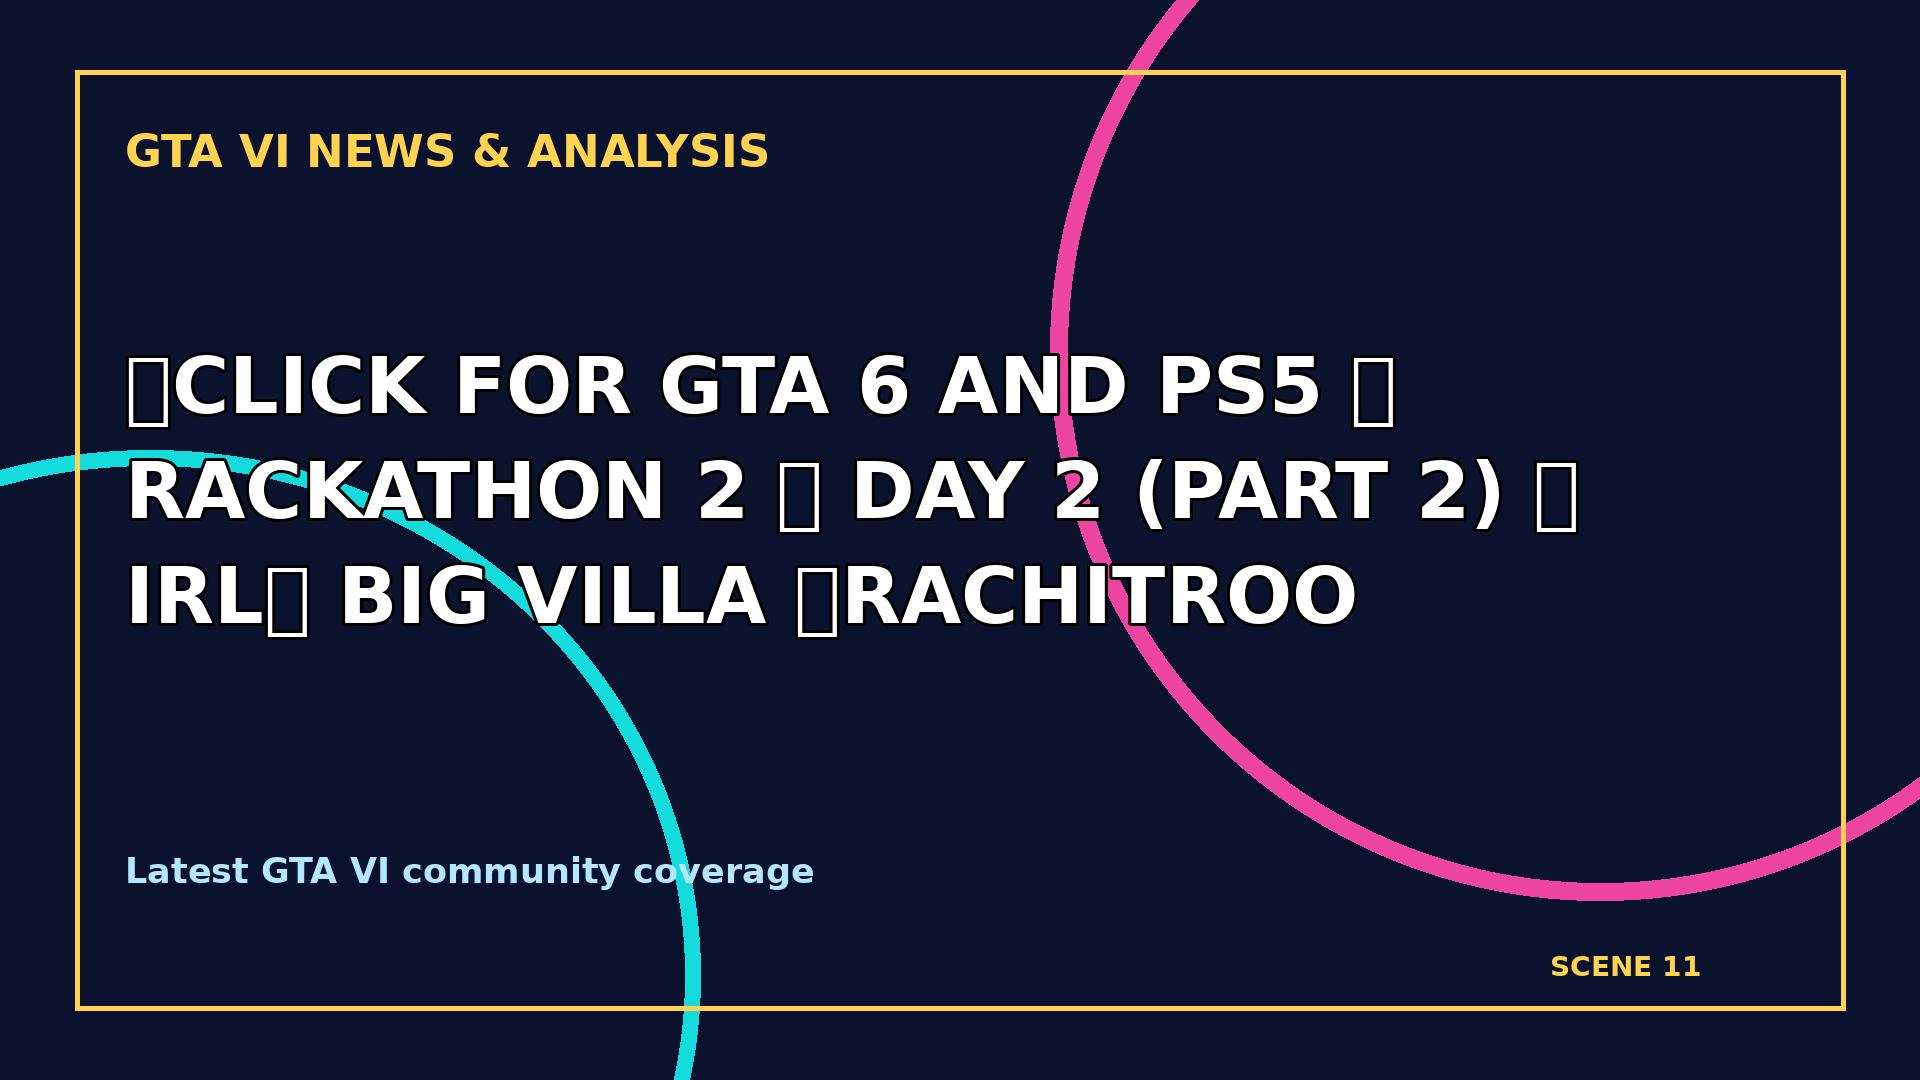 GTA VI NEWS & ANALYSIS
▯CLICK FOR GTA 6 AND PS5 ▯
RACKATHON 2 ▯ DAY 2 (PART 2) ▯
IRL▯ BIG VILLA ▯RACHITROO
Latest GTA VI community coverage
SCENE 11